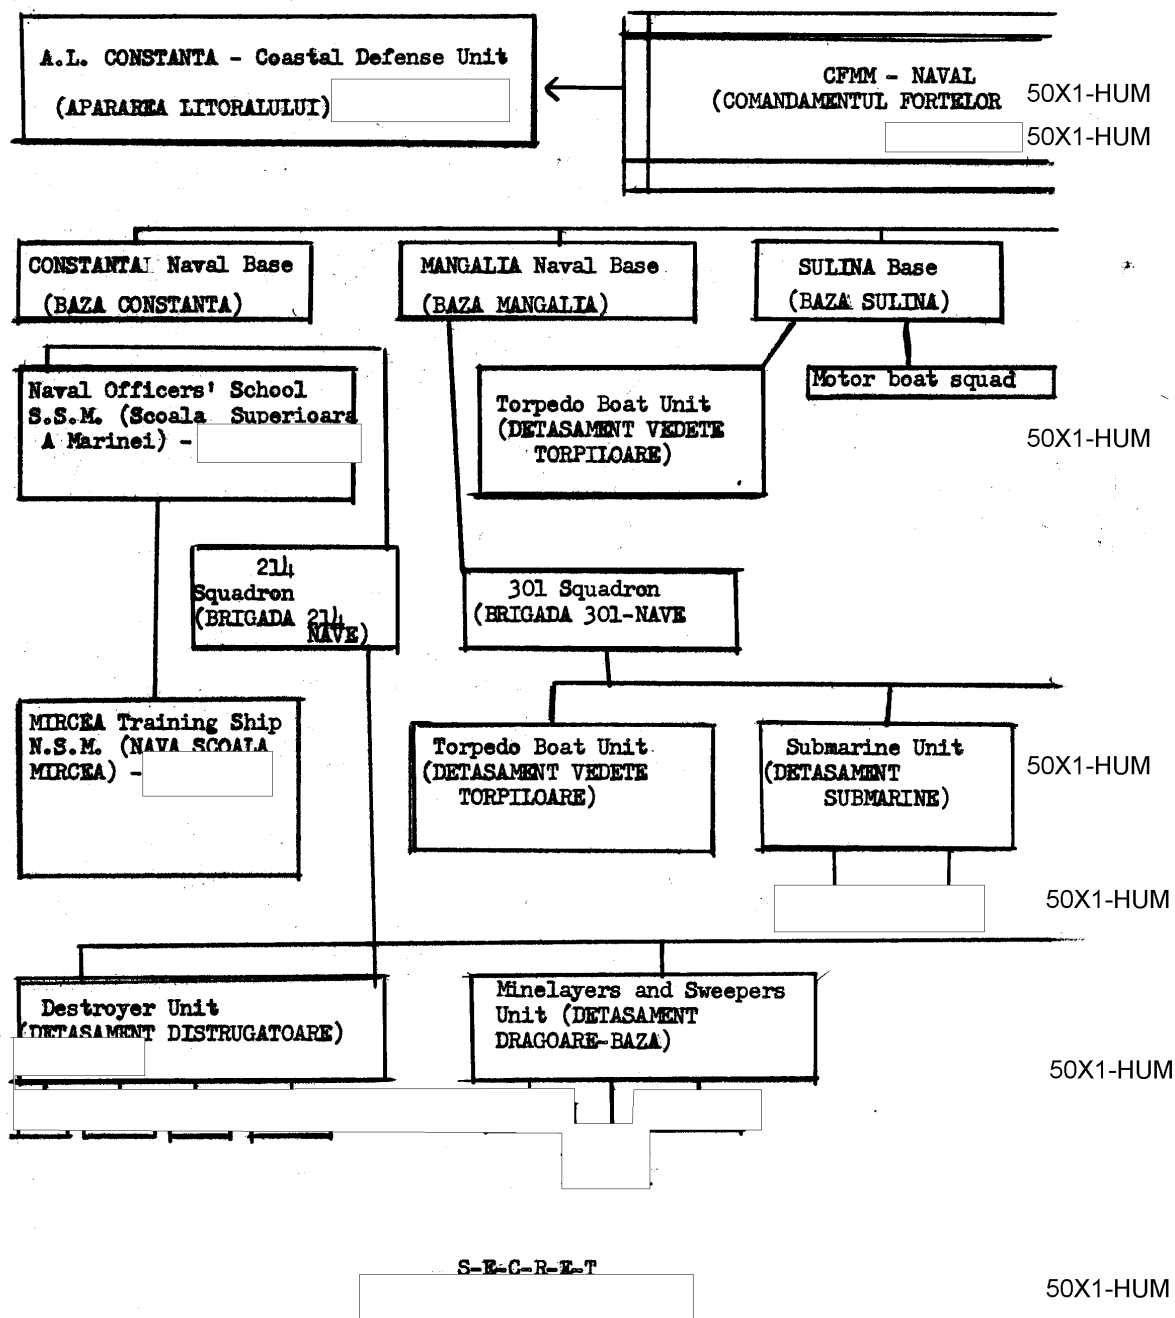 A.L. CONSTANTA - Coastal Defense Unit
(APARAREA LITORALULUI)
CFMM - NAVAL
(COMANDAMENTUL FORTELOR
50X1-HUM
50X1-HUM
CONSTANTA Naval Base
(BAZA CONSTANTA)
MANGALIA Naval Base
(BAZA MANGALIA)
SULINA Base
(BAZA SULINA)
Naval Officers' School
S.S.M. (Scoala Superioara
A Marinei) -
Torpedo Boat Unit
(DETASAMENT VEDETE
TORPILOARE)
Motor boat squad
50X1-HUM
214
Squadron
(BRIGADA 214
NAVE)
301 Squadron
(BRIGADA 301-NAVE
MIRCEA Training Ship
N.S.M. (NAVA SCOALA
MIRCEA) -
Torpedo Boat Unit
(DETASAMENT VEDETE
TORPILOARE)
Submarine Unit
(DETASAMENT
SUBMARINE)
50X1-HUM
50X1-HUM
Destroyer Unit
(DETASAMENT DISTRUGATOARE)
Minelayers and Sweepers
Unit (DETASAMENT
DRAGOARE-BAZA)
50X1-HUM
S-E-C-R-E-T
50X1-HUM